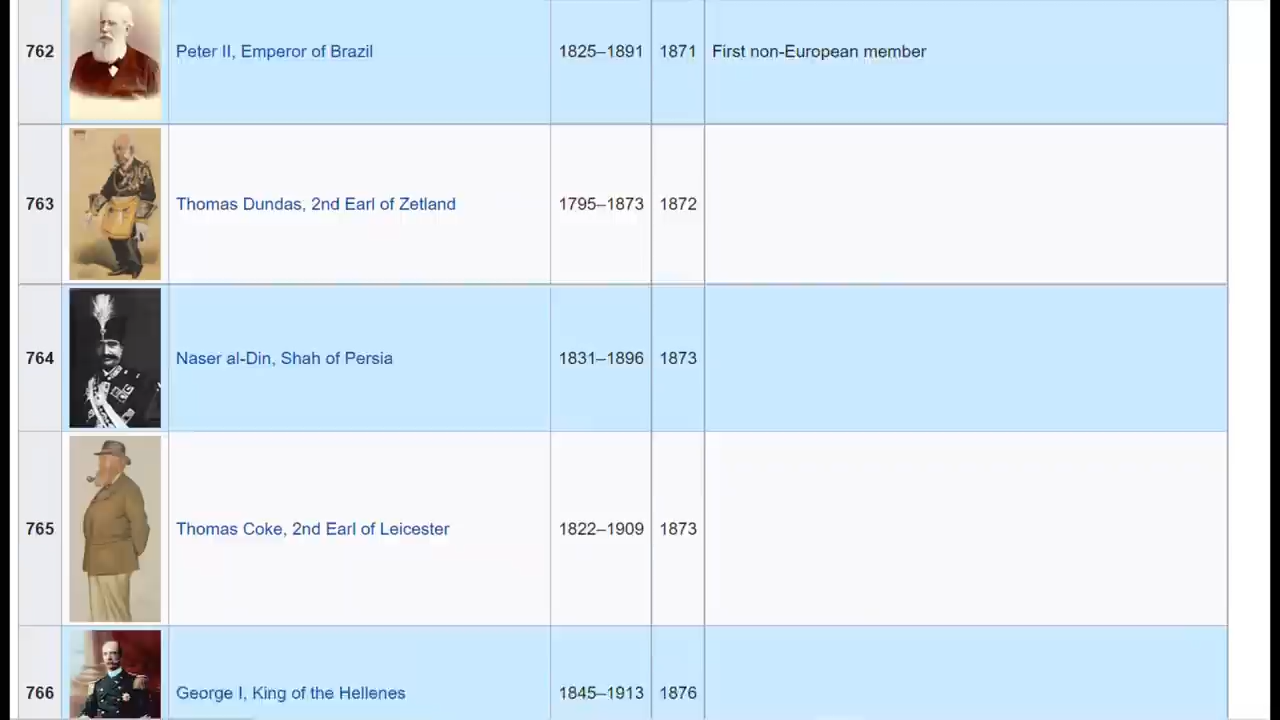 762 Peter II, Emperor of Brazil 1825–1891 1871 First non-European member
763 Thomas Dundas, 2nd Earl of Zetland 1795–1873 1872
764 Naser al-Din, Shah of Persia 1831–1896 1873
765 Thomas Coke, 2nd Earl of Leicester 1822–1909 1873
766 George I, King of the Hellenes 1845–1913 1876